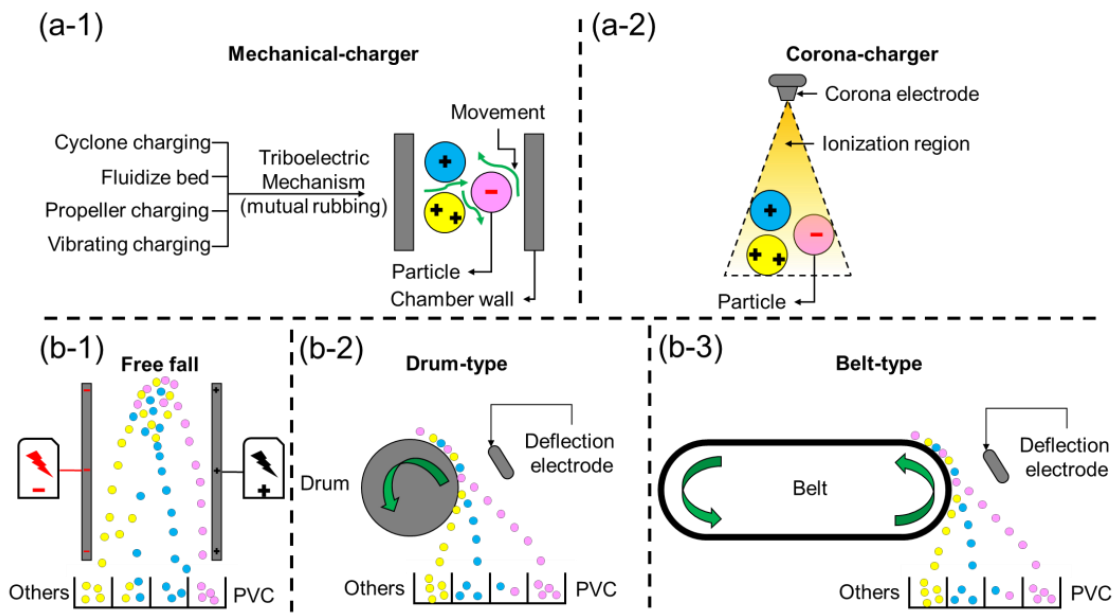 (a-1)
Mechanical-charger
Cyclone charging
Fluidize bed
Propeller charging
Vibrating charging
Triboelectric
Mechanism
(mutual rubbing)
Movement
+
++
−
Particle
Chamber wall
(a-2)
Corona-charger
Corona electrode
Ionization region
+
++
−
Particle
(b-1)
Free fall
−
−
−
−
+
+
+
+
Others
PVC
(b-2)
Drum-type
Deflection
electrode
Drum
Others
PVC
(b-3)
Belt-type
Deflection
electrode
Belt
Others
PVC